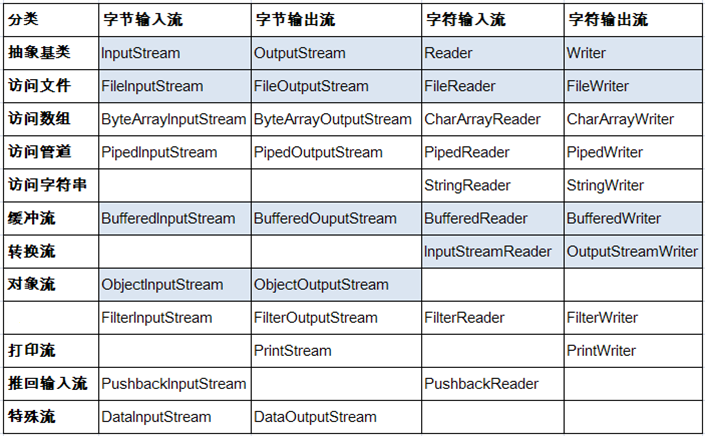 分类 字节输入流 字节输出流 字符输入流 字符输出流
抽象基类 InputStream OutputStream Reader Writer
访问文件 FileInputStream FileOutputStream FileReader FileWriter
访问数组 ByteArrayInputStream ByteArrayOutputStream CharArrayReader CharArrayWriter
访问管道 PipedInputStream PipedOutputStream PipedReader PipedWriter
访问字符串 StringReader StringWriter
缓冲流 BufferedInputStream BufferedOuputStream BufferedReader BufferedWriter
转换流 InputStreamReader OutputStreamWriter
对象流 ObjectInputStream ObjectOutputStream
FilterInputStream FilterOutputStream FilterReader FilterWriter
打印流 PrintStream PrintWriter
推回输入流 PushbackInputStream PushbackReader
特殊流 DataInputStream DataOutputStream